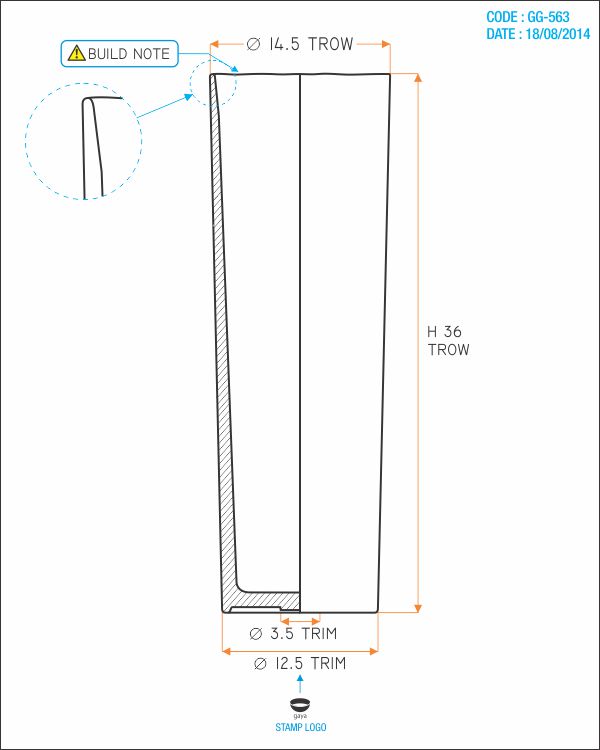 CODE : GG-563
DATE : 18/08/2014
Ø 14.5 TROW
BUILD NOTE
H 36
TROW
Ø 3.5 TRIM
Ø 12.5 TRIM
gaya
STAMP LOGO